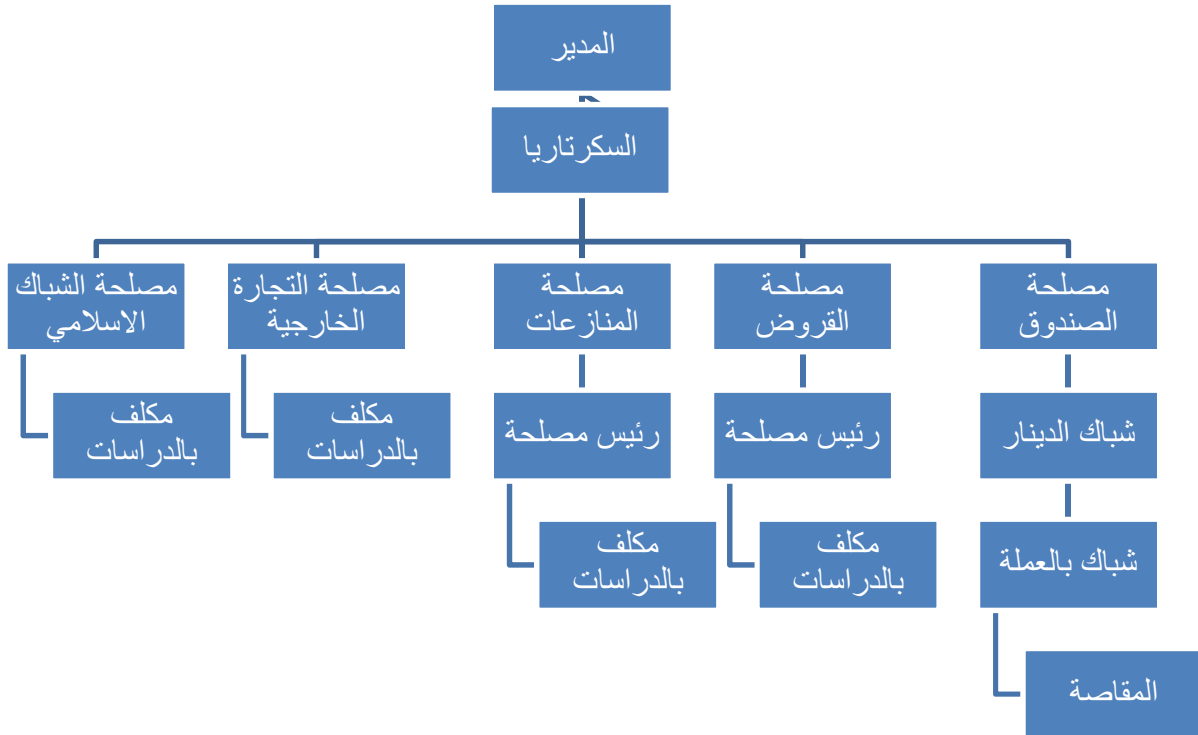 المدير
السكرتاريا
مصلحة
الصندوق
مصلحة
القروض
مصلحة
المنازعات
مصلحة التجارة
الخارجية
مصلحة الشباك
الاسلامي
شباك الدينار
رئيس مصلحة
رئيس مصلحة
مكلف
بالدراسات
مكلف
بالدراسات
شباك بالعملة
مكلف
بالدراسات
مكلف
بالدراسات
المقاصة